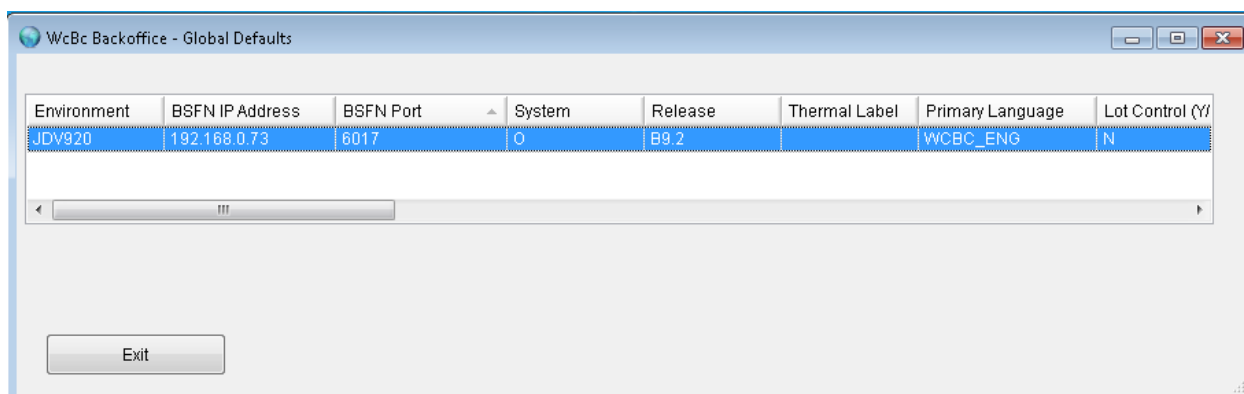 WcBc Backoffice - Global Defaults
Environment BSFN IP Address BSFN Port System Release Thermal Label Primary Language Lot Control (Y/
JDV920 192.168.0.73 6017 O B9.2 WCBC_ENG N
Exit